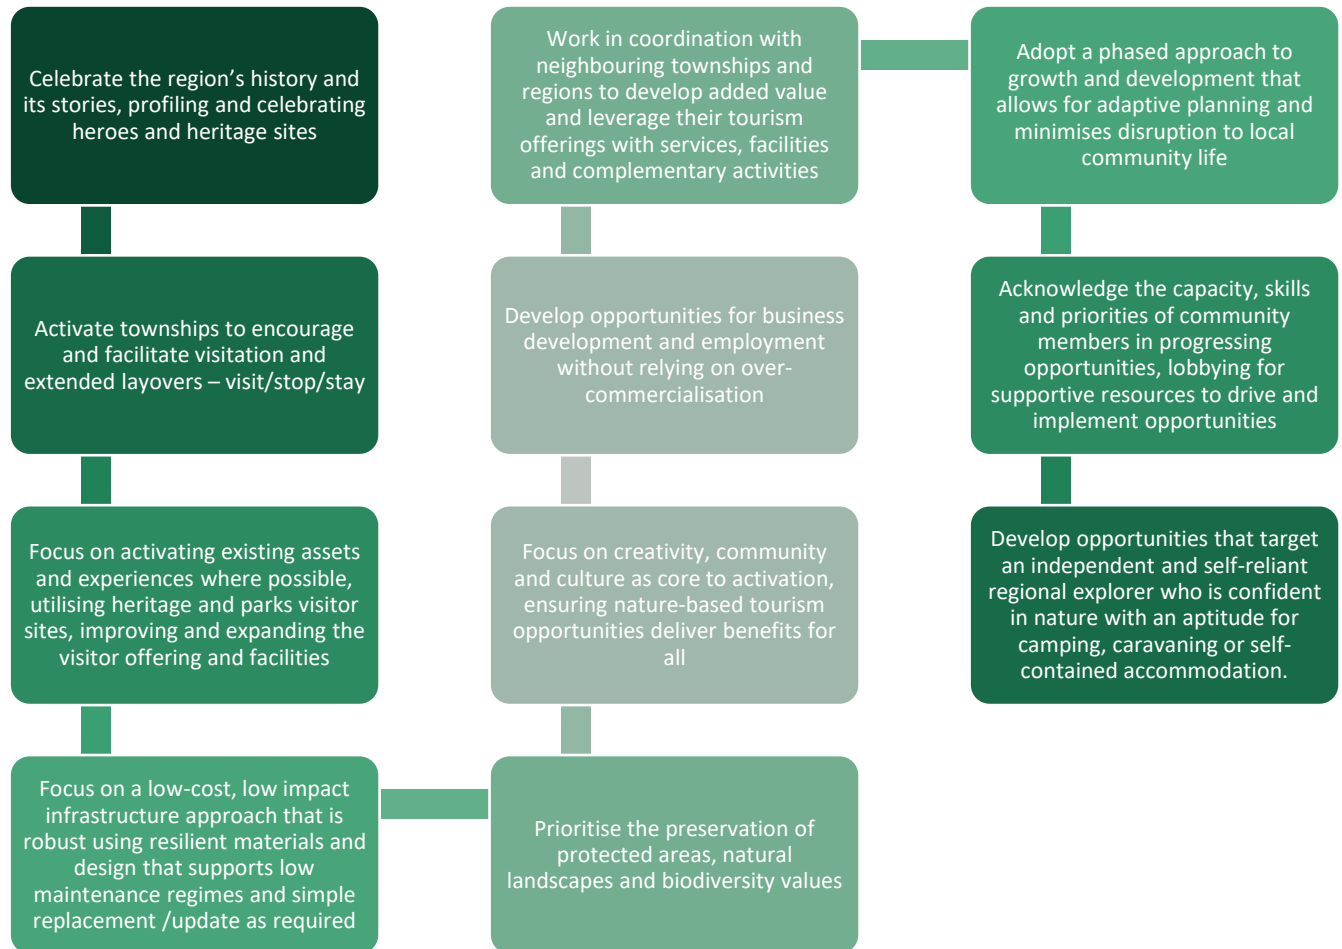 Celebrate the region’s history and
its stories, profiling and celebrating
heroes and heritage sites
Activate townships to encourage
and facilitate visitation and
extended layovers – visit/stop/stay
Focus on activating existing assets
and experiences where possible,
utilising heritage and parks visitor
sites, improving and expanding the
visitor offering and facilities
Focus on a low-cost, low impact
infrastructure approach that is
robust using resilient materials and
design that supports low
maintenance regimes and simple
replacement /update as required
Prioritise the preservation of
protected areas, natural
landscapes and biodiversity values
Focus on creativity, community
and culture as core to activation,
ensuring nature-based tourism
opportunities deliver benefits for
all
Develop opportunities for business
development and employment
without relying on over-
commercialisation
Work in coordination with
neighbouring townships and
regions to develop added value
and leverage their tourism
offerings with services, facilities
and complementary activities
Adopt a phased approach to
growth and development that
allows for adaptive planning and
minimises disruption to local
community life
Acknowledge the capacity, skills
and priorities of community
members in progressing
opportunities, lobbying for
supportive resources to drive and
implement opportunities
Develop opportunities that target
an independent and self-reliant
regional explorer who is confident
in nature with an aptitude for
camping, caravaning or self-
contained accommodation.